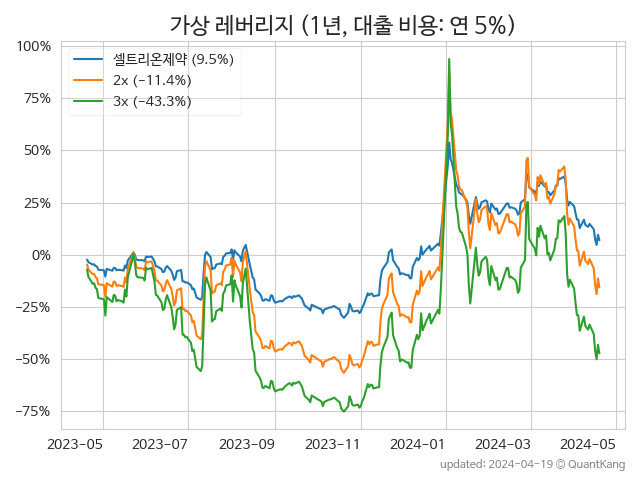 가상 레버리지 (1년, 대출 비용: 연 5%)
100%
75%
50%
25%
0%
−25%
−50%
−75%
셀트리온제약 (9.5%)
2x (−11.4%)
3x (−43.3%)
2023-05 2023-07 2023-09 2023-11 2024-01 2024-03 2024-05
updated: 2024-04-19 © QuantKang